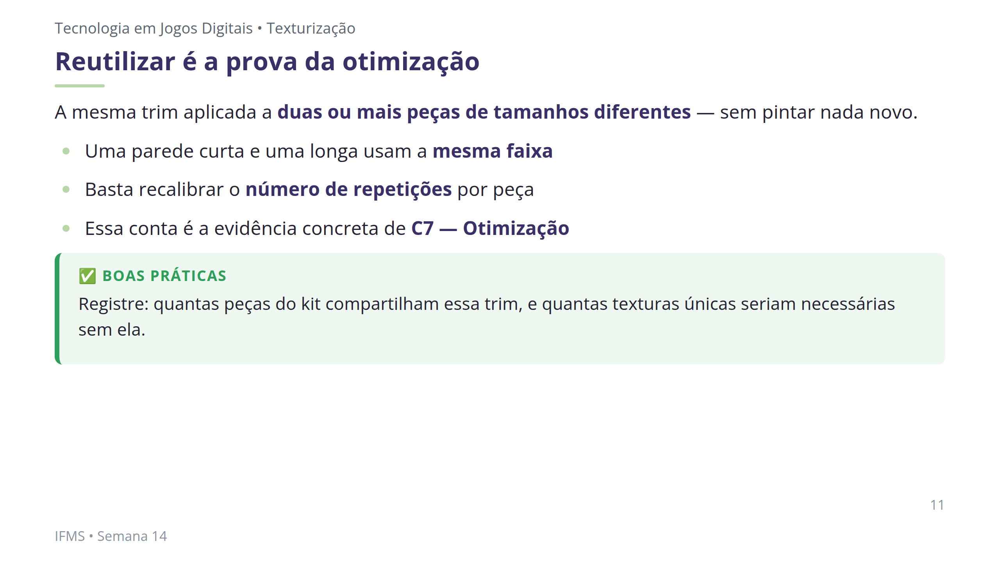 Tecnologia em Jogos Digitais • Texturização
Reutilizar é a prova da otimização
A mesma trim aplicada a duas ou mais peças de tamanhos diferentes — sem pintar nada novo.
• Uma parede curta e uma longa usam a mesma faixa
• Basta recalibrar o número de repetições por peça
• Essa conta é a evidência concreta de C7 — Otimização
✅ BOAS PRÁTICAS
Registre: quantas peças do kit compartilham essa trim, e quantas texturas únicas seriam necessárias
sem ela.
11
IFMS • Semana 14